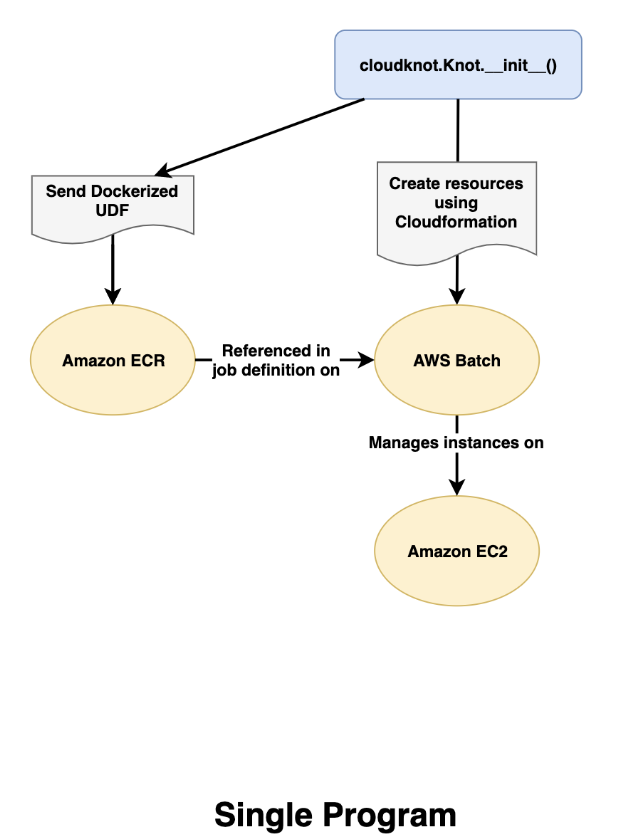 cloudknot.Knot.__init__()
Send Dockerized
UDF
Create resources
using
Cloudformation
Amazon ECR
Referenced in
job definition on
AWS Batch
Manages instances on
Amazon EC2
Single Program